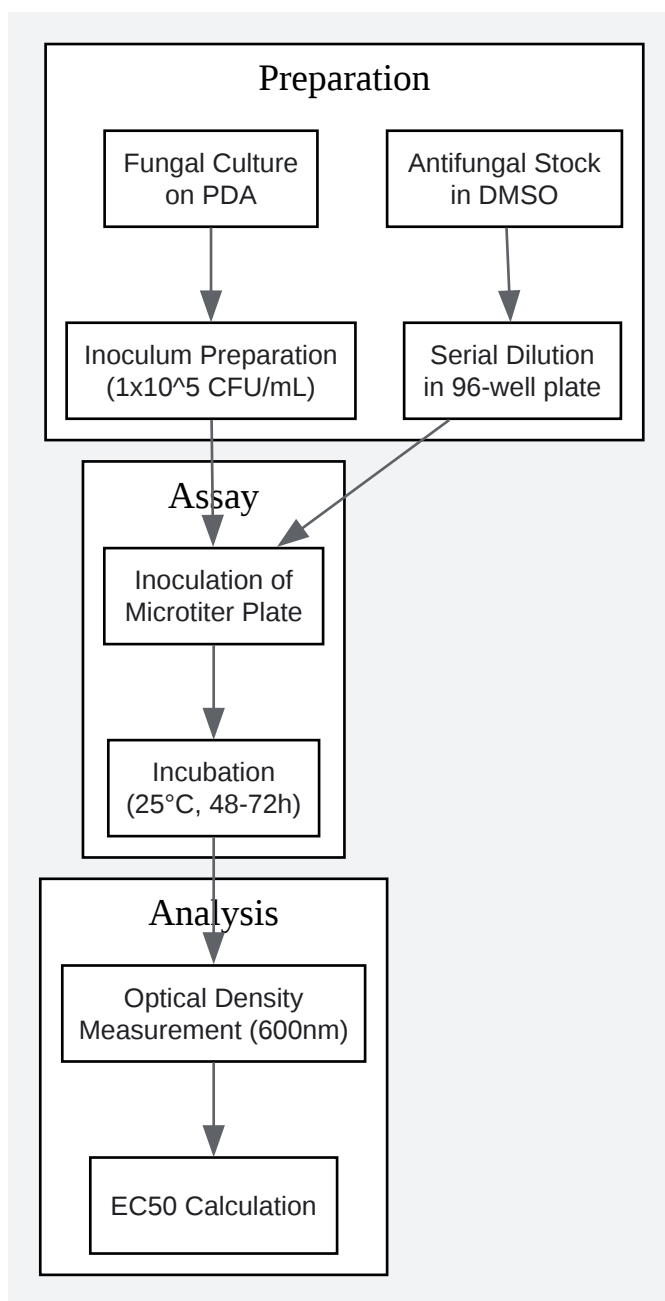 Preparation
Fungal Culture
on PDA
Antifungal Stock
in DMSO
Inoculum Preparation
(1x10^5 CFU/mL)
Serial Dilution
in 96-well plate
Assay
Inoculation of
Microtiter Plate
Incubation
(25°C, 48-72h)
Analysis
Optical Density
Measurement (600nm)
EC50 Calculation